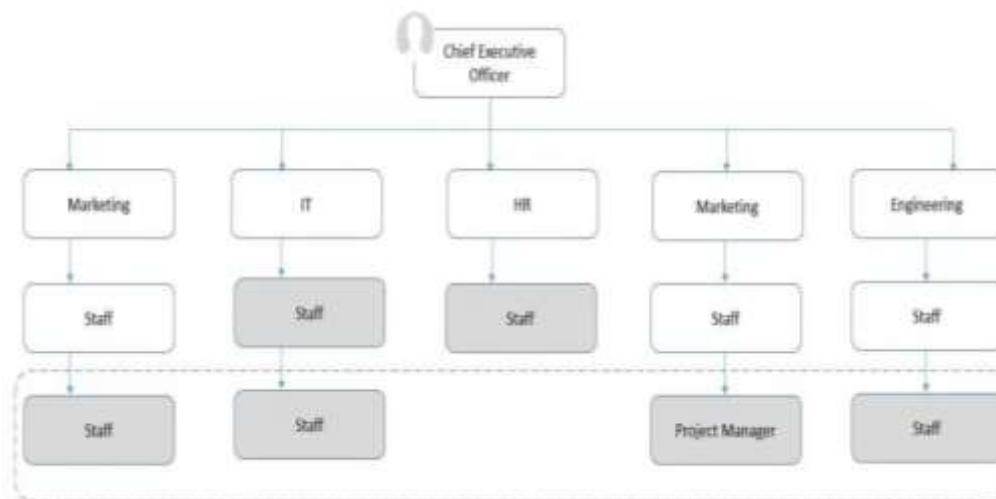 Chief Executive
Officer
Marketing
IT
HR
Marketing
Engineering
Staff
Staff
Staff
Staff
Staff
Staff
Staff
Project Manager
Staff